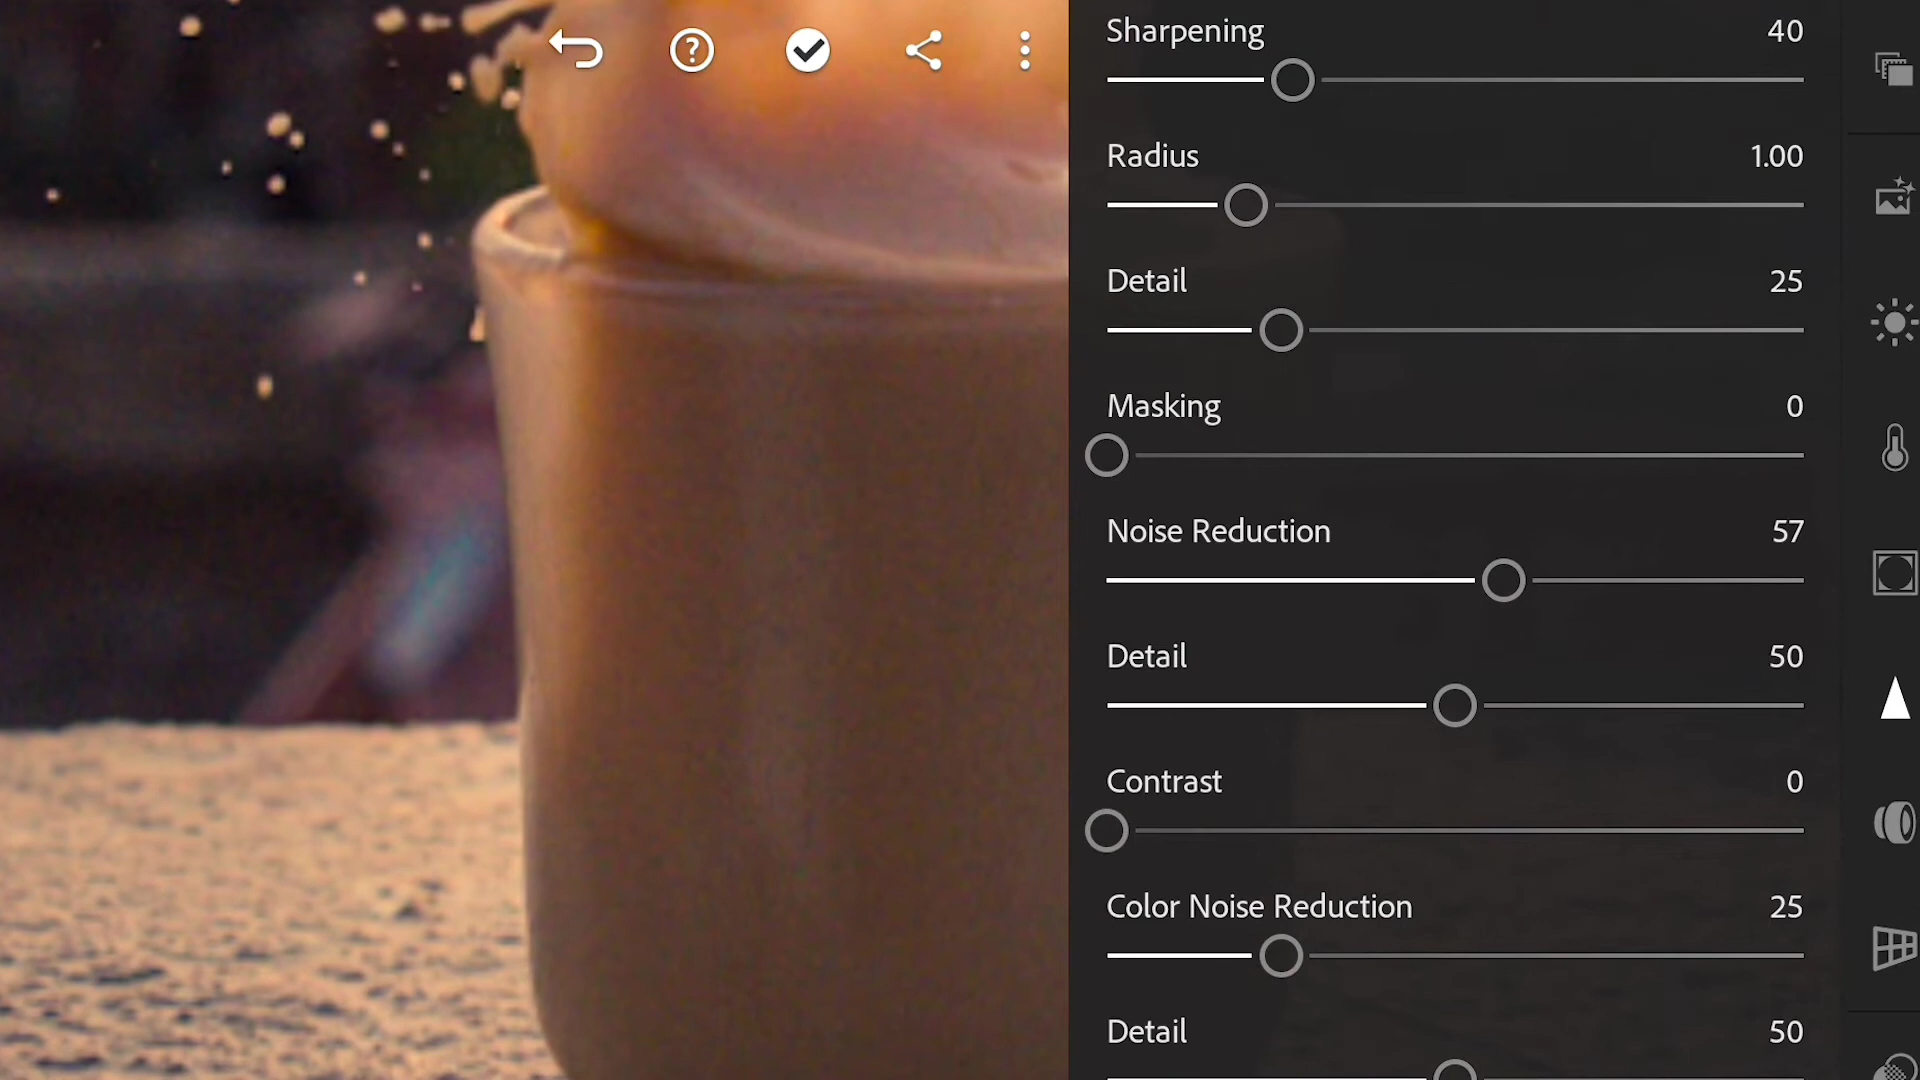 Sharpening 40
Radius 1.00
Detail 25
Masking 0
Noise Reduction 57
Detail 50
Contrast 0
Color Noise Reduction 25
Detail 50